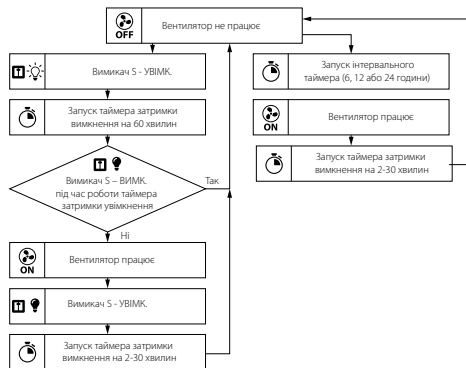 OFF
Вентилятор не працює
Вимикач S - УВІМК.
Запуск таймера затримки
вимкнення на 60 хвилин
Вимикач S – ВИМК.
під час роботи таймера
затримки увімкнення
Так
Ні
ON
Вентилятор працює
Вимикач S - УВІМК.
Запуск таймера затримки
вимкнення на 2-30 хвилин
Запуск інтервального
таймера (6, 12 або 24 години)
ON
Вентилятор працює
Запуск таймера затримки
вимкнення на 2-30 хвилин